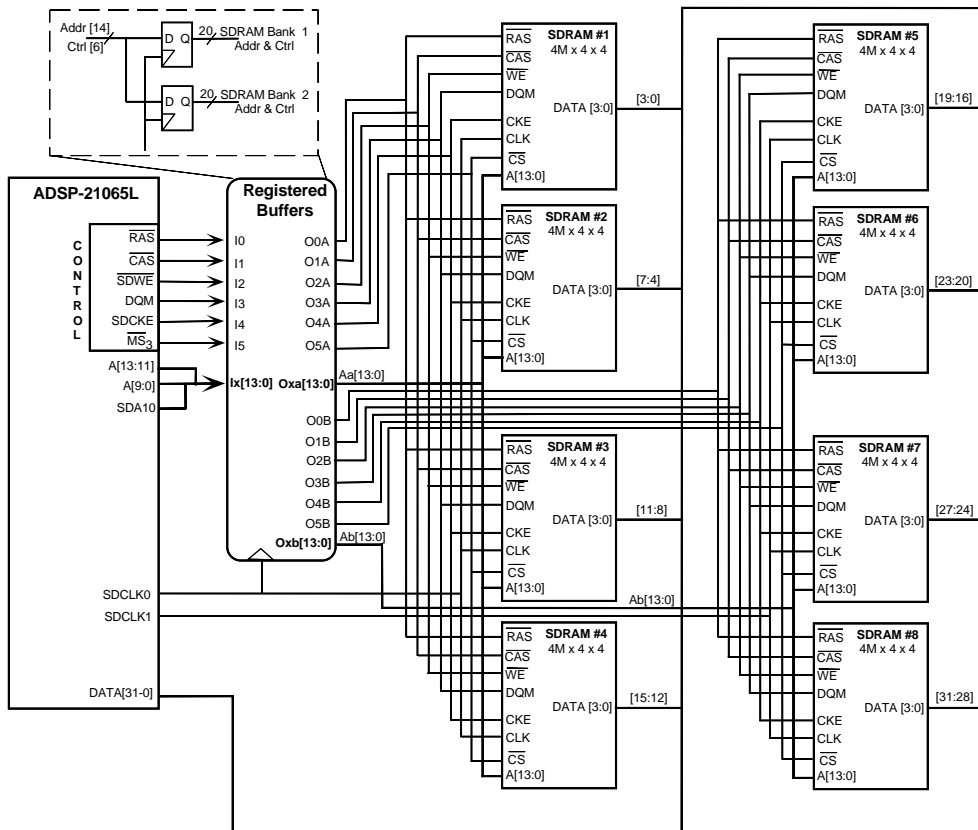 Addr [14]
Ctrl [6]
D Q
20 SDRAM Bank 1
Addr & Ctrl
D Q
20 SDRAM Bank 2
Addr & Ctrl
ADSP-21065L
CONTROL
RAS
CAS
SDWE
DQM
SDCKE
MS3
A[13:11]
A[9:0]
SDA10
SDCLK0
SDCLK1
DATA[31-0]
Registered
Buffers
I0
I1
I2
I3
I4
I5
Ix[13:0]
O0A
O1A
O2A
O3A
O4A
O5A
Oxa[13:0]
O0B
O1B
O2B
O3B
O4B
O5B
Oxb[13:0]
Aa[13:0]
Ab[13:0]
Ab[13:0]
SDRAM #1
4M x 4 x 4
RAS
CAS
WE
DQM
CKE
CLK
CS
A[13:0]
DATA [3:0]
[3:0]
SDRAM #2
4M x 4 x 4
RAS
CAS
WE
DQM
CKE
CLK
CS
A[13:0]
DATA [3:0]
[7:4]
SDRAM #3
4M x 4 x 4
RAS
CAS
WE
DQM
CKE
CLK
CS
A[13:0]
DATA [3:0]
[11:8]
SDRAM #4
4M x 4 x 4
RAS
CAS
WE
DQM
CKE
CLK
CS
A[13:0]
DATA [3:0]
[15:12]
SDRAM #5
4M x 4 x 4
RAS
CAS
WE
DQM
CKE
CLK
CS
A[13:0]
DATA [3:0]
[19:16]
SDRAM #6
4M x 4 x 4
RAS
CAS
WE
DQM
CKE
CLK
CS
A[13:0]
DATA [3:0]
[23:20]
SDRAM #7
4M x 4 x 4
RAS
CAS
WE
DQM
CKE
CLK
CS
A[13:0]
DATA [3:0]
[27:24]
SDRAM #8
4M x 4 x 4
RAS
CAS
WE
DQM
CKE
CLK
CS
A[13:0]
DATA [3:0]
[31:28]